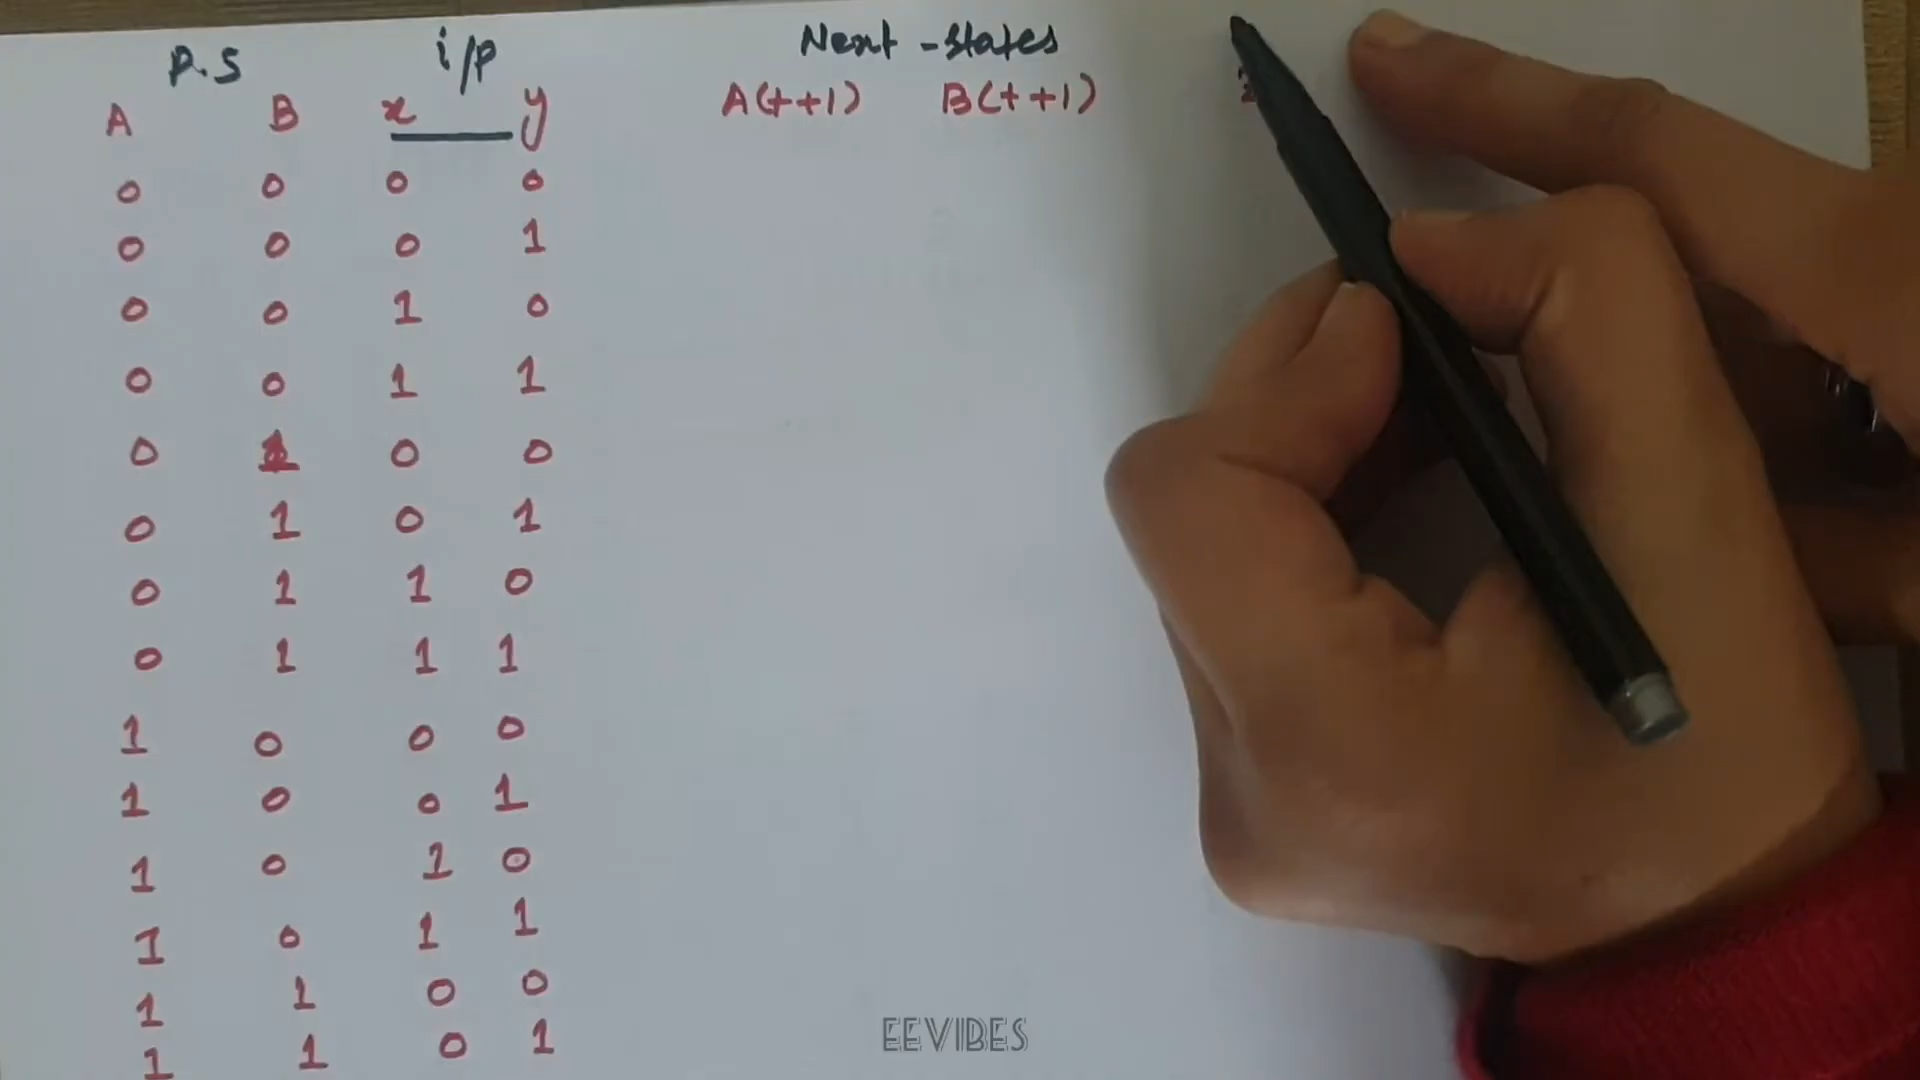 P.S i/p Next-states
A B x y A(t+1) B(t+1)
0 0 0 0
0 0 0 1
0 0 1 0
0 0 1 1
0 1 0 0
0 1 0 1
0 1 1 0
0 1 1 1
1 0 0 0
1 0 0 1
1 0 1 0
1 0 1 1
1 1 0 0
1 1 0 1
EEVIBES